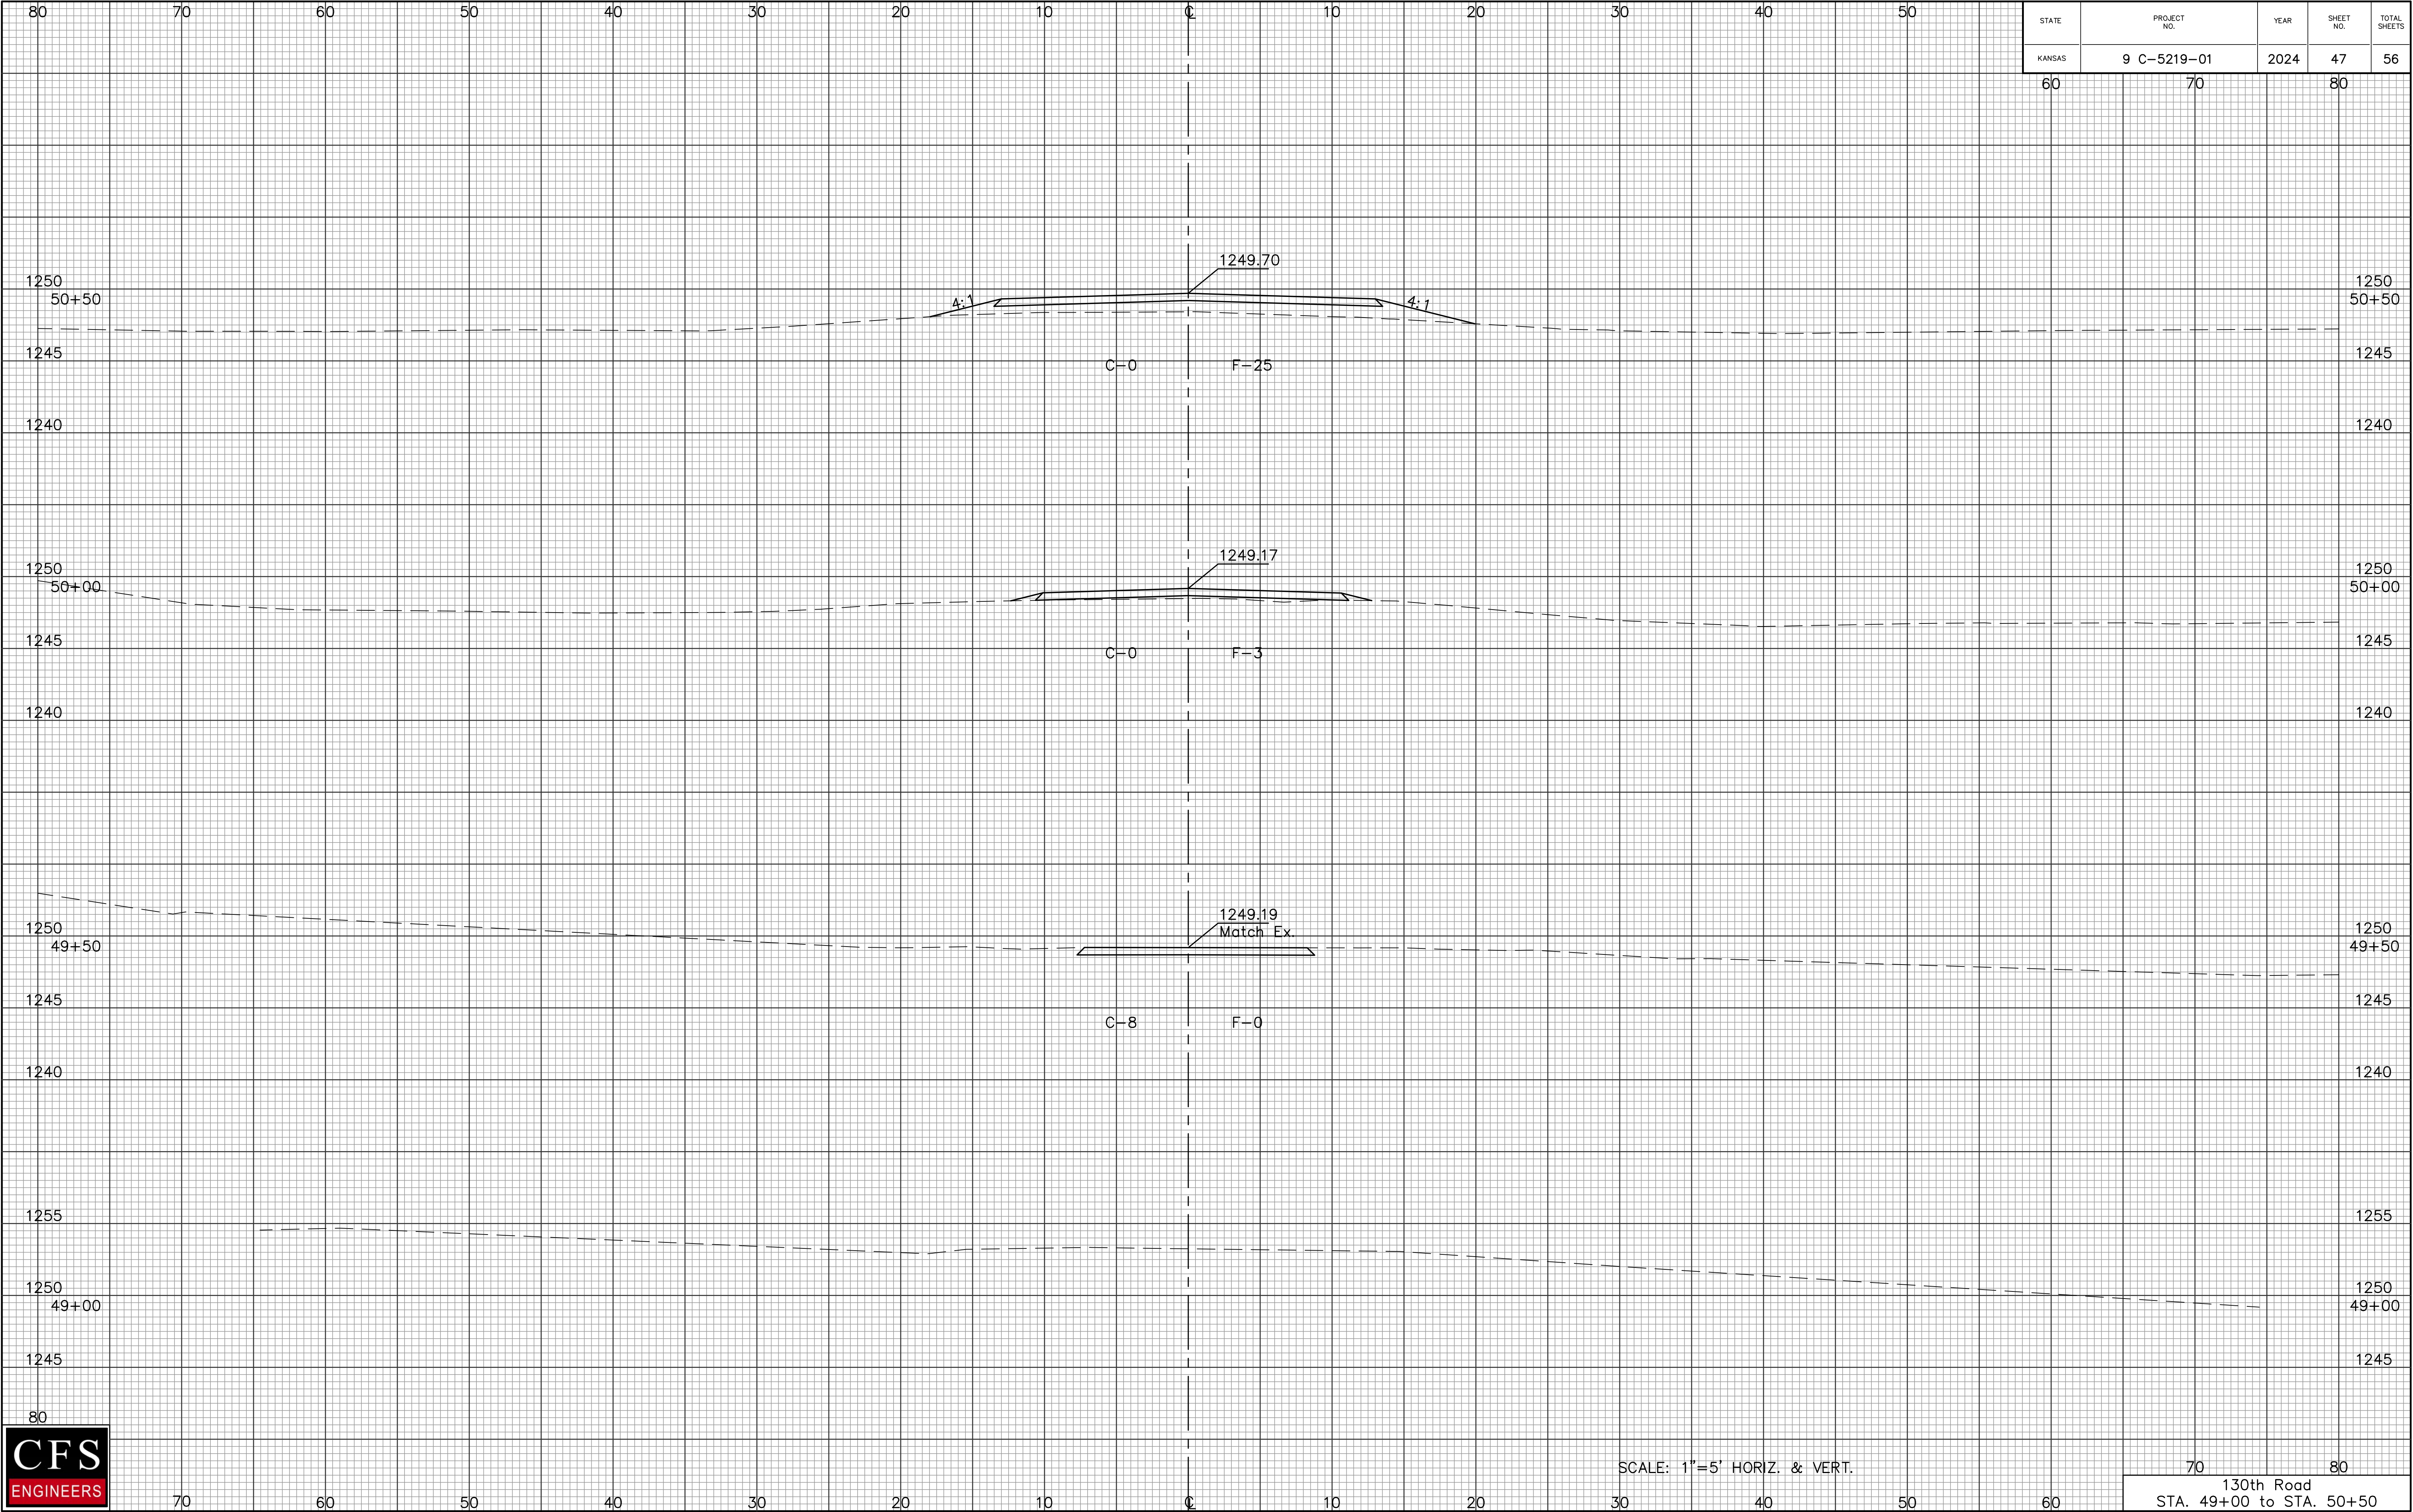 80 70 60 50 40 30 20 10 ℄ 10 20 30 40 50
STATE PROJECT NO. YEAR SHEET NO. TOTAL SHEETS
KANSAS 9 C-5219-01 2024 47 56
60 70 80
1249.70
1250 1250
50+50 50+50
4:1 4:1
1245 1245
C-0 F-25
1240 1240
1249.17
1250 1250
50+00 50+00
1245 1245
C-0 F-3
1240 1240
1249.19
Match Ex.
1250 1250
49+50 49+50
1245 1245
C-8 F-0
1240 1240
1255 1255
1250 1250
49+00 49+00
1245 1245
80
CFS
ENGINEERS
SCALE: 1"=5' HORIZ. & VERT.
70 80
130th Road
STA. 49+00 to STA. 50+50
70 60 50 40 30 20 10 ℄ 10 20 30 40 50 60